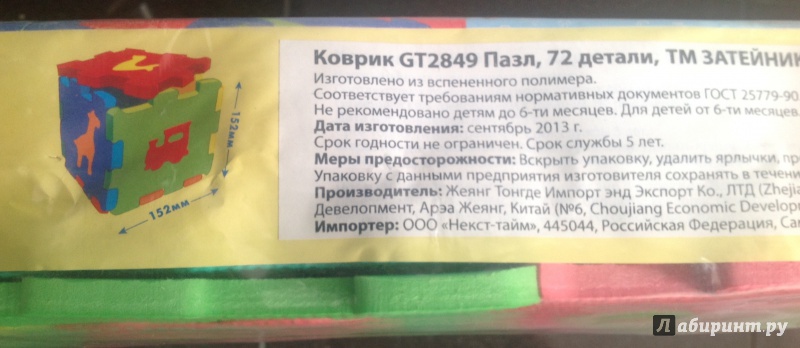 Коврик GT2849 Пазл, 72 детали, ТМ ЗАТЕЙНИК
Изготовлено из вспененного полимера.
Соответствует требованиям нормативных документов ГОСТ 25779-90
Не рекомендовано детям до 6-ти месяцев. Для детей от 6-ти месяцев.
Дата изготовления: сентябрь 2013 г.
Срок годности не ограничен. Срок службы 5 лет.
Меры предосторожности: Вскрыть упаковку, удалить ярлычки,
Упаковку с данными предприятия изготовителя сохранять в
Производитель: Жеянг Тонгде Импорт энд Экспорт Ко., ЛТД
Девелопмент, Арэа Жеянг, Китай (№6, Choujiang Economic
Импортер: ООО «Некст-тайм», 445044, Российская Федерация,
152мм
152мм
Лабиринт.ру